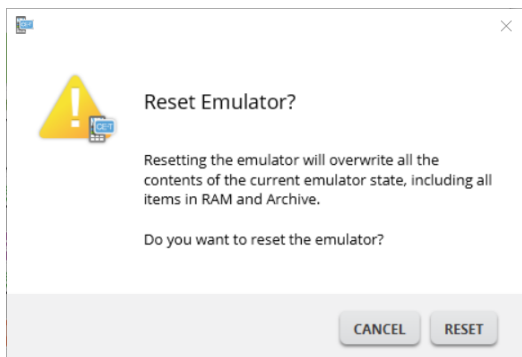 Reset Emulator?
Resetting the emulator will overwrite all the
contents of the current emulator state, including all
items in RAM and Archive.
Do you want to reset the emulator?
CANCEL RESET